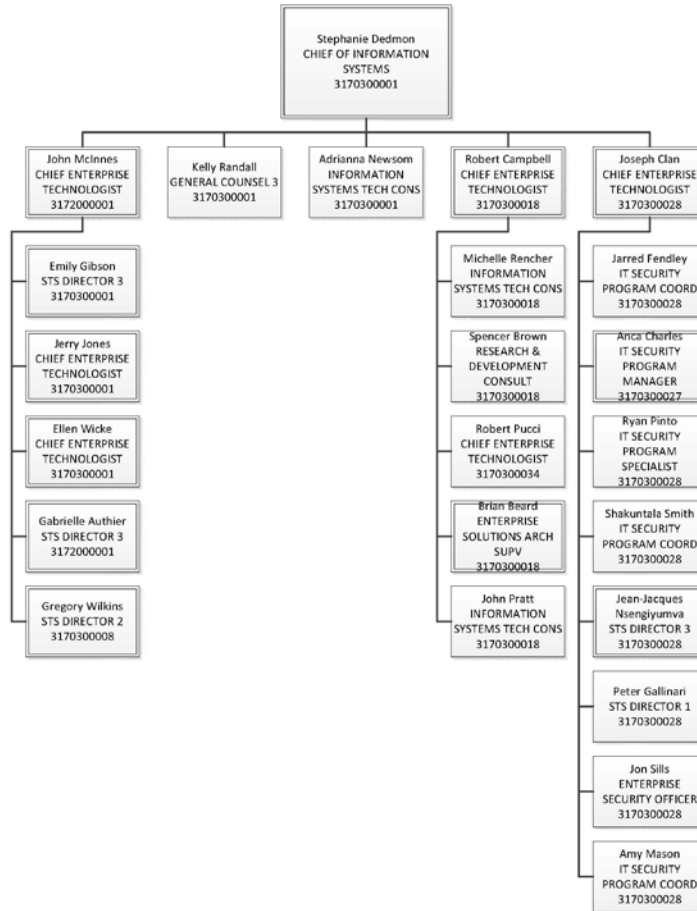 Stephanie Dedmon
CHIEF OF INFORMATION
SYSTEMS
3170300001
John McInnes
CHIEF ENTERPRISE
TECHNOLOGIST
3172000001
Kelly Randall
GENERAL COUNSEL 3
3170300001
Adrianna Newsom
INFORMATION
SYSTEMS TECH CONS
3170300001
Robert Campbell
CHIEF ENTERPRISE
TECHNOLOGIST
3170300018
Joseph Clan
CHIEF ENTERPRISE
TECHNOLOGIST
3170300028
Emily Gibson
STS DIRECTOR 3
3170300001
Jerry Jones
CHIEF ENTERPRISE
TECHNOLOGIST
3170300001
Ellen Wicke
CHIEF ENTERPRISE
TECHNOLOGIST
3170300001
Gabrielle Authier
STS DIRECTOR 3
3172000001
Gregory Wilkins
STS DIRECTOR 2
3170300008
Michelle Rencher
INFORMATION
SYSTEMS TECH CONS
3170300018
Spencer Brown
RESEARCH &
DEVELOPMENT
CONSULT
3170300018
Robert Pucci
CHIEF ENTERPRISE
TECHNOLOGIST
3170300034
Brian Beard
ENTERPRISE
SOLUTIONS ARCH
SUPV
3170300018
John Pratt
INFORMATION
SYSTEMS TECH CONS
3170300018
Jarred Fendley
IT SECURITY
PROGRAM COORD
3170300028
Anca Charles
IT SECURITY
PROGRAM
MANAGER
3170300027
Ryan Pinto
IT SECURITY
PROGRAM
SPECIALIST
3170300028
Shakuntala Smith
IT SECURITY
PROGRAM COORD
3170300028
Jean-Jacques
Nsengiyumva
STS DIRECTOR 3
3170300028
Peter Gallinari
STS DIRECTOR 1
3170300028
Jon Sills
ENTERPRISE
SECURITY OFFICER
3170300028
Amy Mason
IT SECURITY
PROGRAM COORD
3170300028